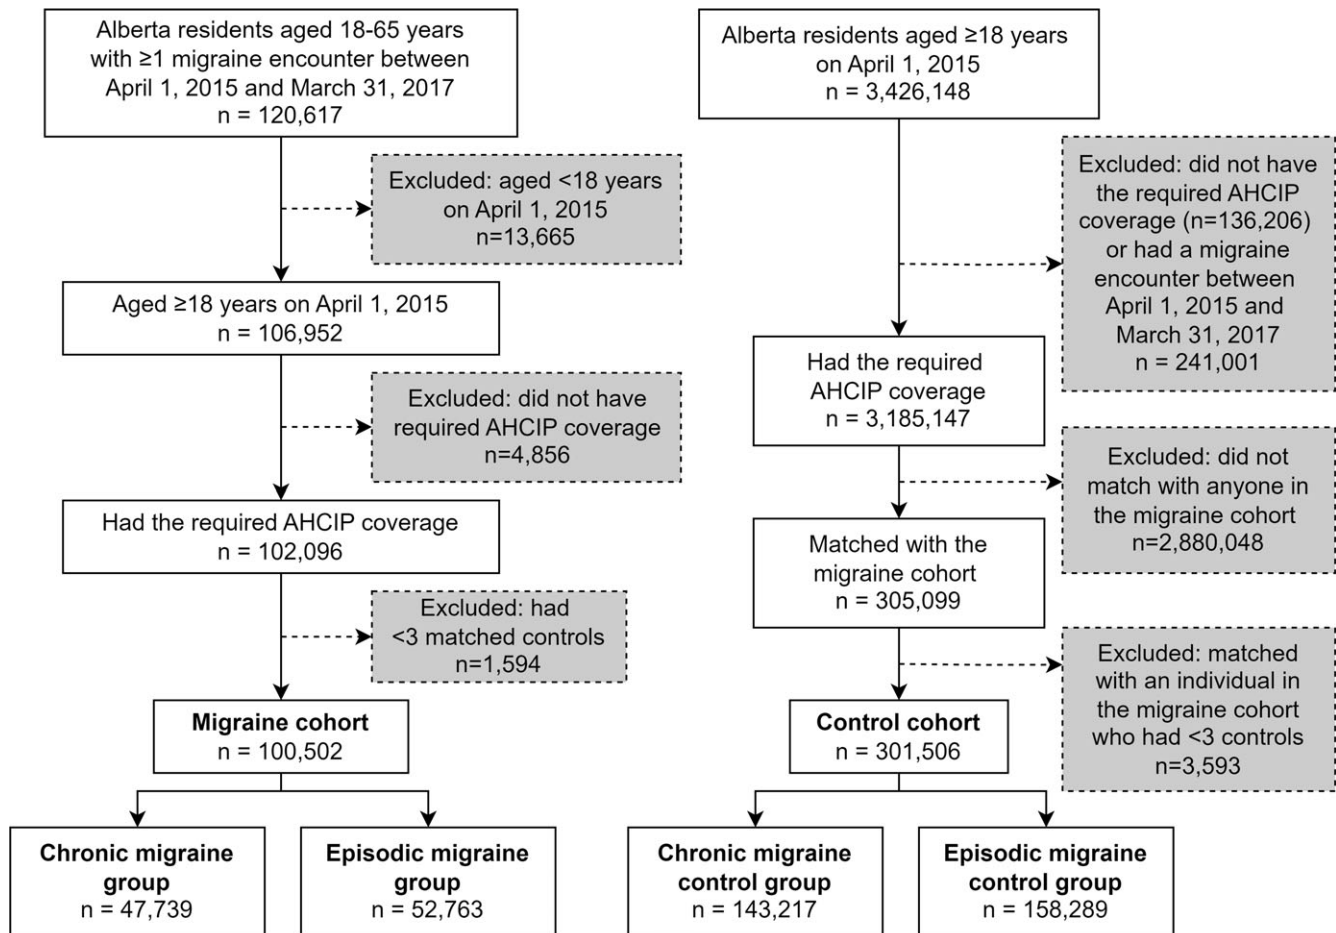 Alberta residents aged 18-65 years
with ≥1 migraine encounter between
April 1, 2015 and March 31, 2017
n = 120,617
Excluded: aged <18 years
on April 1, 2015
n=13,665
Aged ≥18 years on April 1, 2015
n = 106,952
Excluded: did not have
required AHCIP coverage
n=4,856
Had the required AHCIP coverage
n = 102,096
Excluded: had
<3 matched controls
n=1,594
Migraine cohort
n = 100,502
Chronic migraine
group
n = 47,739
Episodic migraine
group
n = 52,763
Alberta residents aged ≥18 years
on April 1, 2015
n = 3,426,148
Excluded: did not have
the required AHCIP
coverage (n=136,206)
or had a migraine
encounter between
April 1, 2015 and
March 31, 2017
n = 241,001
Had the required
AHCIP coverage
n = 3,185,147
Excluded: did not
match with anyone in
the migraine cohort
n=2,880,048
Matched with the
migraine cohort
n = 305,099
Excluded: matched
with an individual in
the migraine cohort
who had <3 controls
n=3,593
Control cohort
n = 301,506
Chronic migraine
control group
n = 143,217
Episodic migraine
control group
n = 158,289